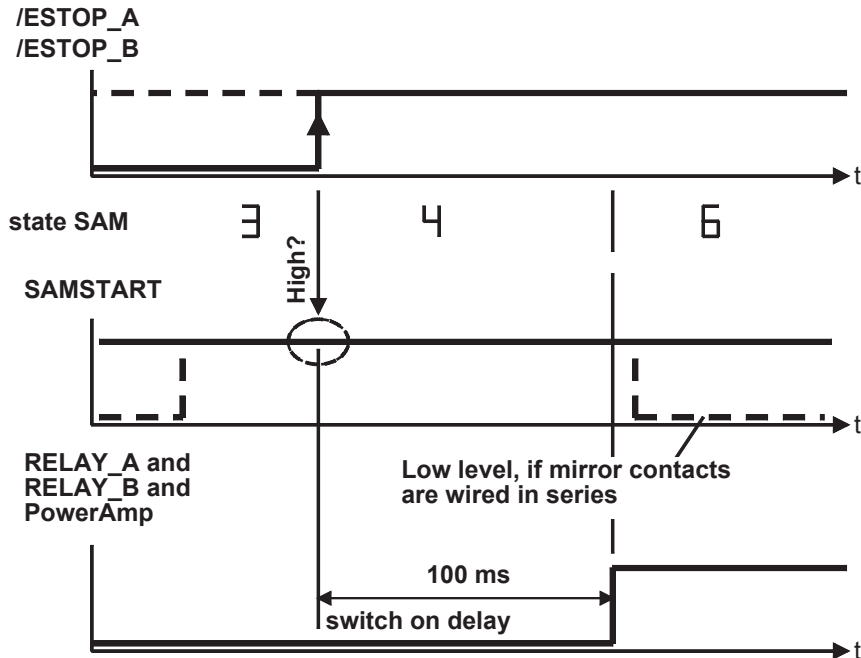 /ESTOP_A
/ESTOP_B
t
state SAM
3
4
6
High?
SAMSTART
t
RELAY_A and
RELAY_B and
PowerAmp
Low level, if mirror contacts
are wired in series
100 ms
switch on delay
t